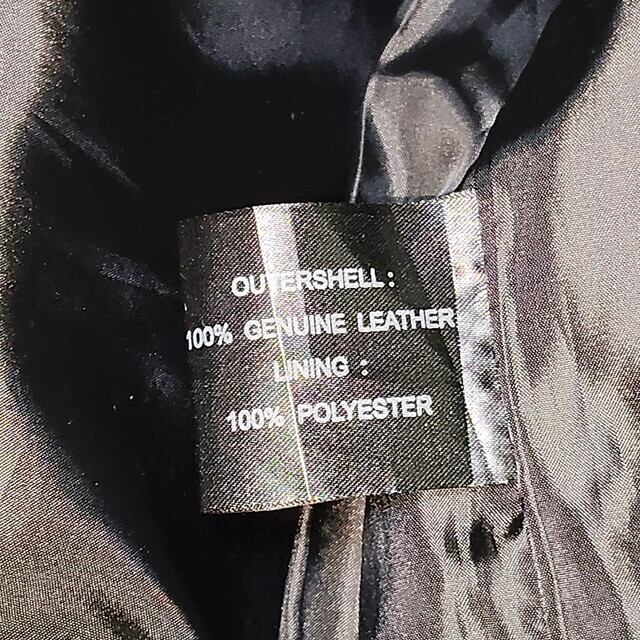 OUTERSHELL :
100% GENUINE LEATHER
LINING :
100% POLYESTER